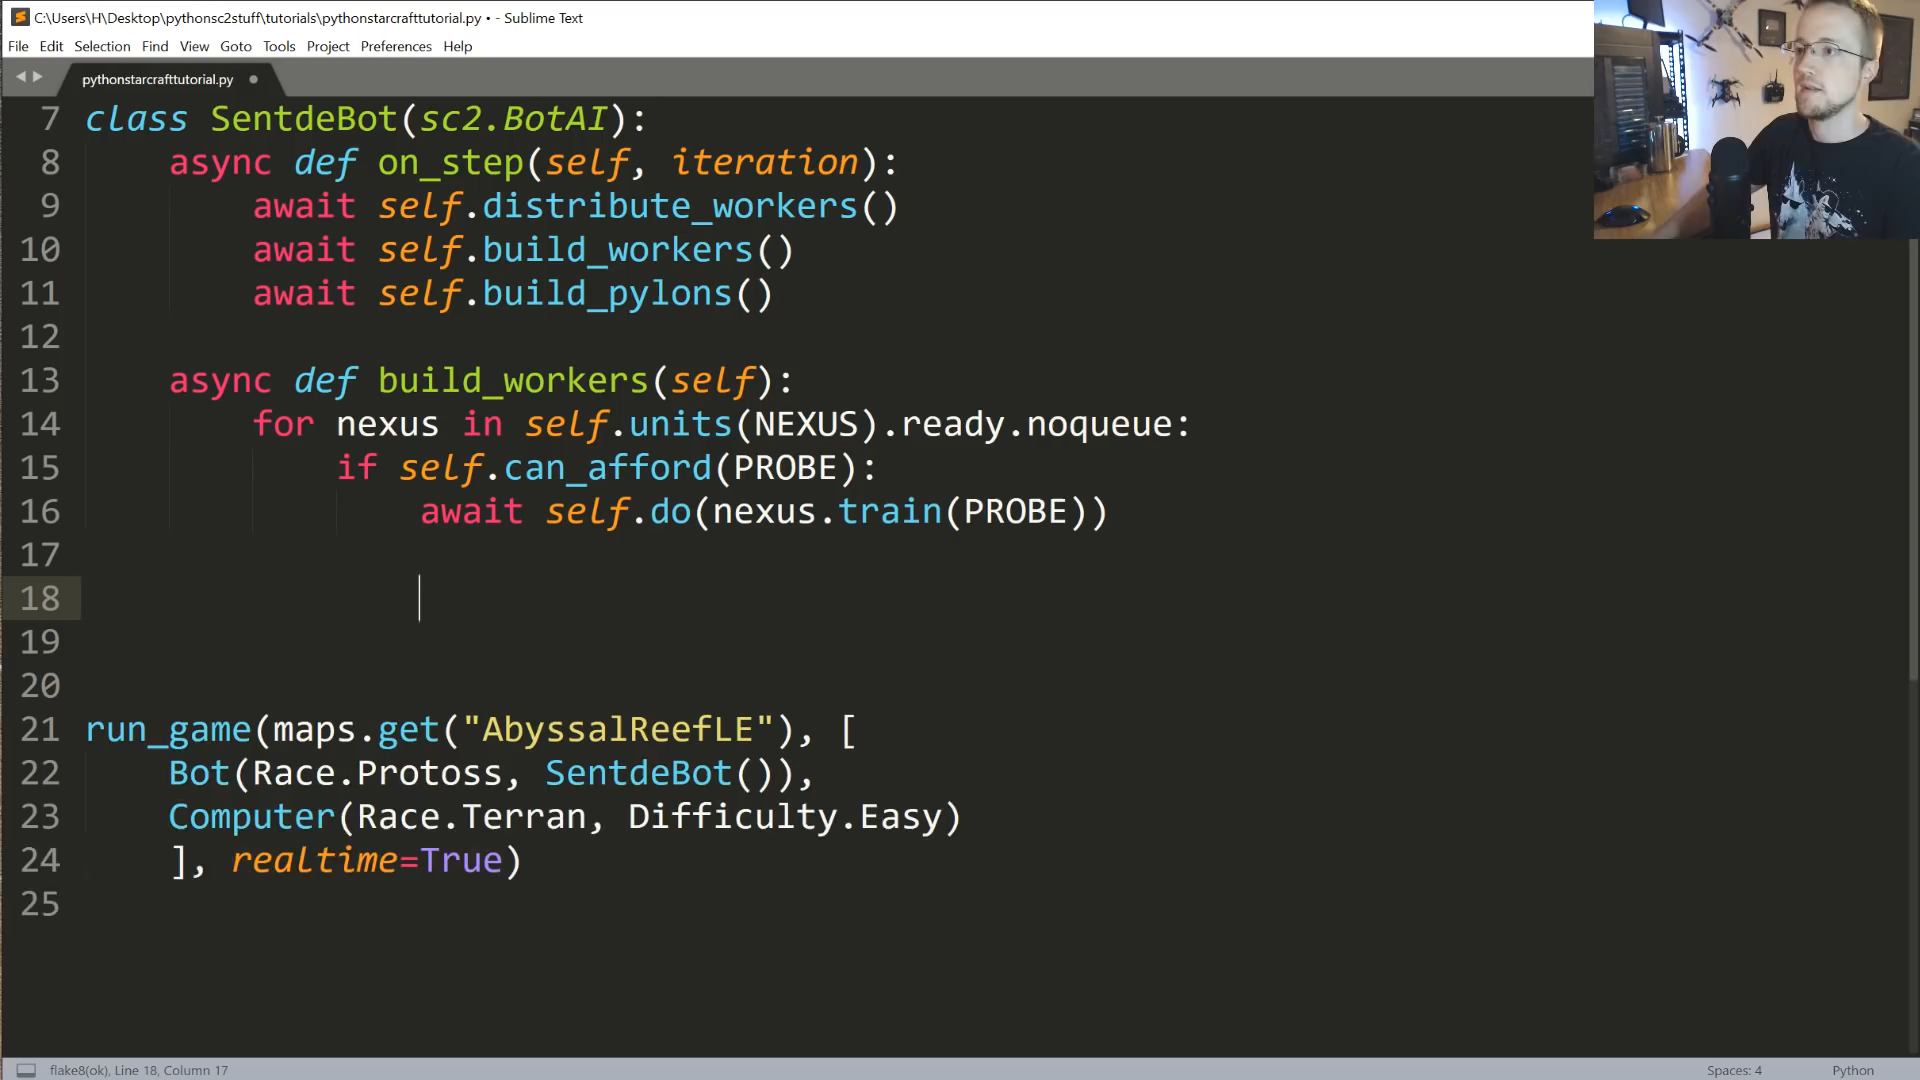 C:\Users\H\Desktop\pythonsc2stuff\tutorials\pythonstarcrafttutorial.py • - Sublime Text
File Edit Selection Find View Goto Tools Project Preferences Help
pythonstarcrafttutorial.py
7 class SentdeBot(sc2.BotAI):
8 async def on_step(self, iteration):
9 await self.distribute_workers()
10 await self.build_workers()
11 await self.build_pylons()
12
13 async def build_workers(self):
14 for nexus in self.units(NEXUS).ready.noqueue:
15 if self.can_afford(PROBE):
16 await self.do(nexus.train(PROBE))
17
18
19
20
21 run_game(maps.get("AbyssalReefLE"), [
22 Bot(Race.Protoss, SentdeBot()),
23 Computer(Race.Terran, Difficulty.Easy)
24 ], realtime=True)
25
flake8(ok), Line 18, Column 17 Spaces: 4 Python